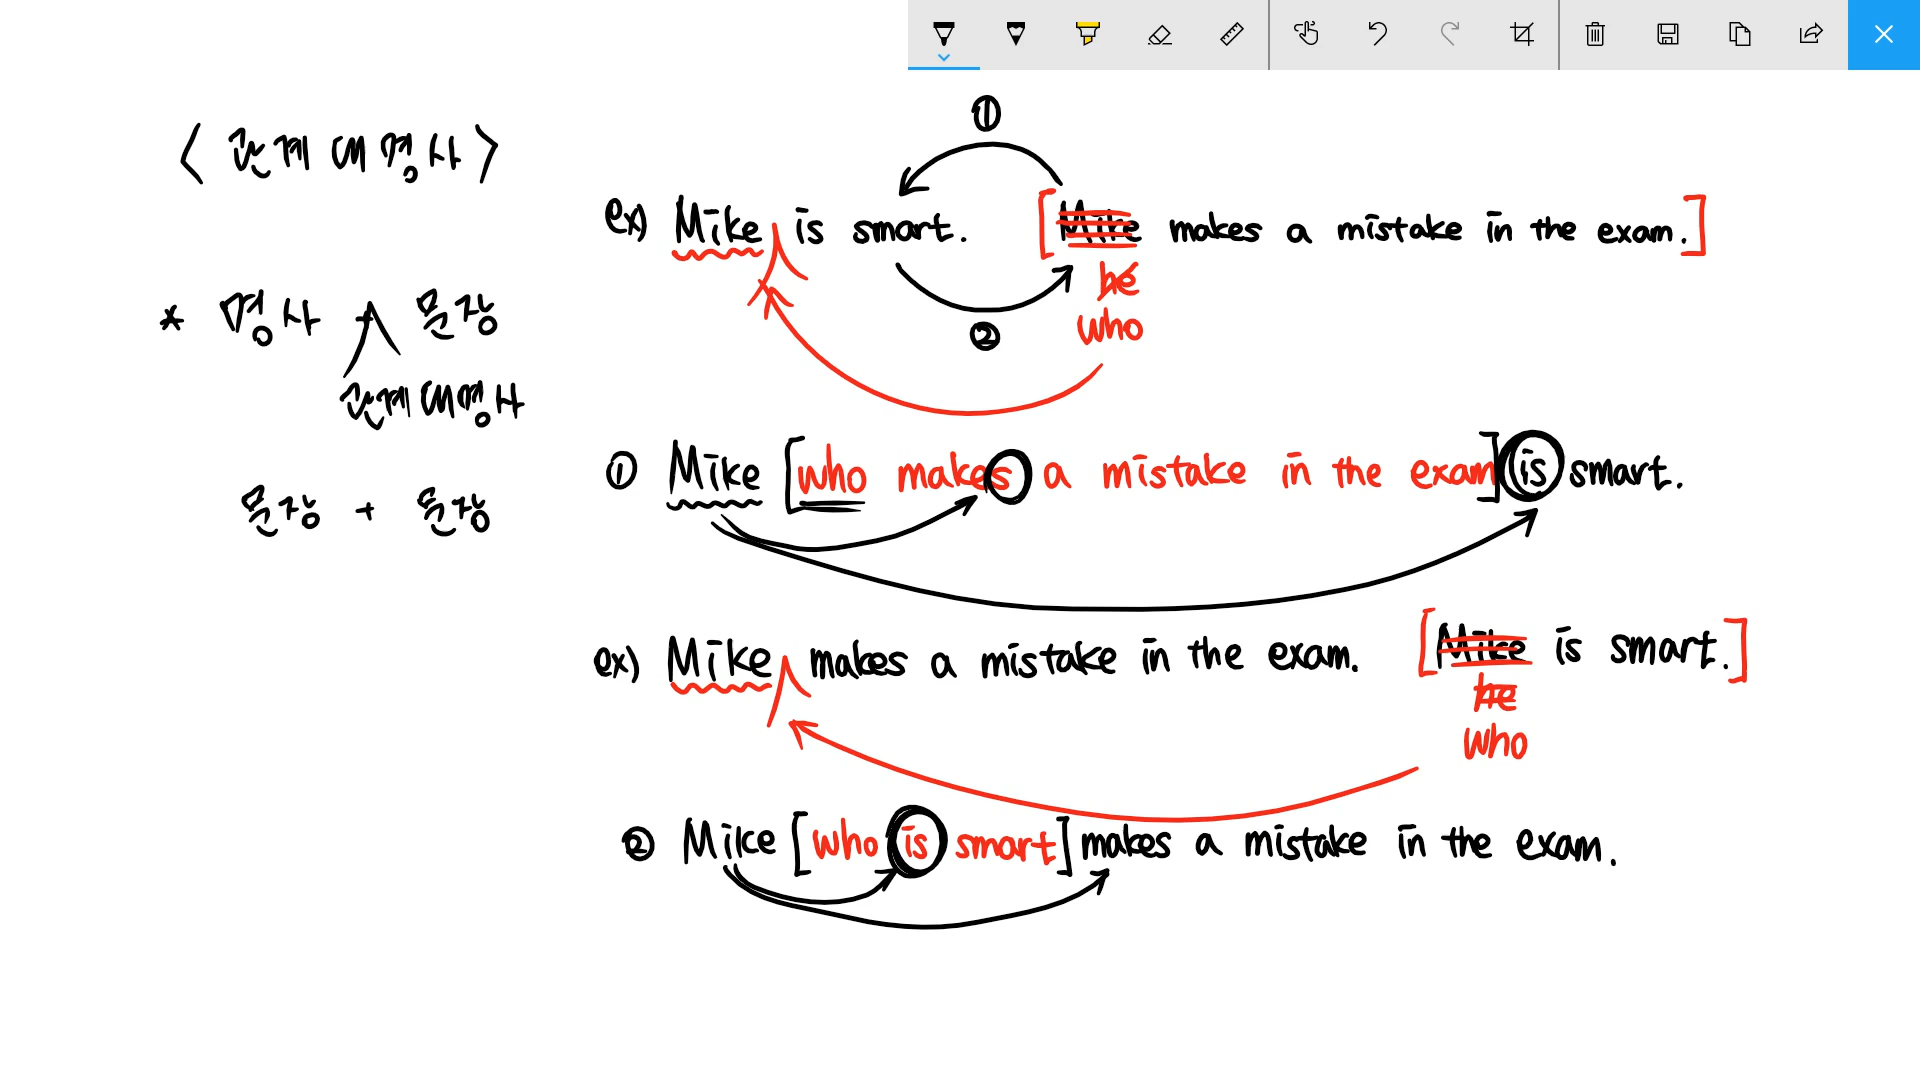 <관계대명사>
* 명사 + 문장
관계대명사
문장 + 문장
①
ex) Mike is smart. [Mike makes a mistake in the exam.]
he
②
who
① Mike [who makes a mistake in the exam] is smart.
ex) Mike makes a mistake in the exam. [Mike is smart.]
he
who
② Mike [who is smart] makes a mistake in the exam.